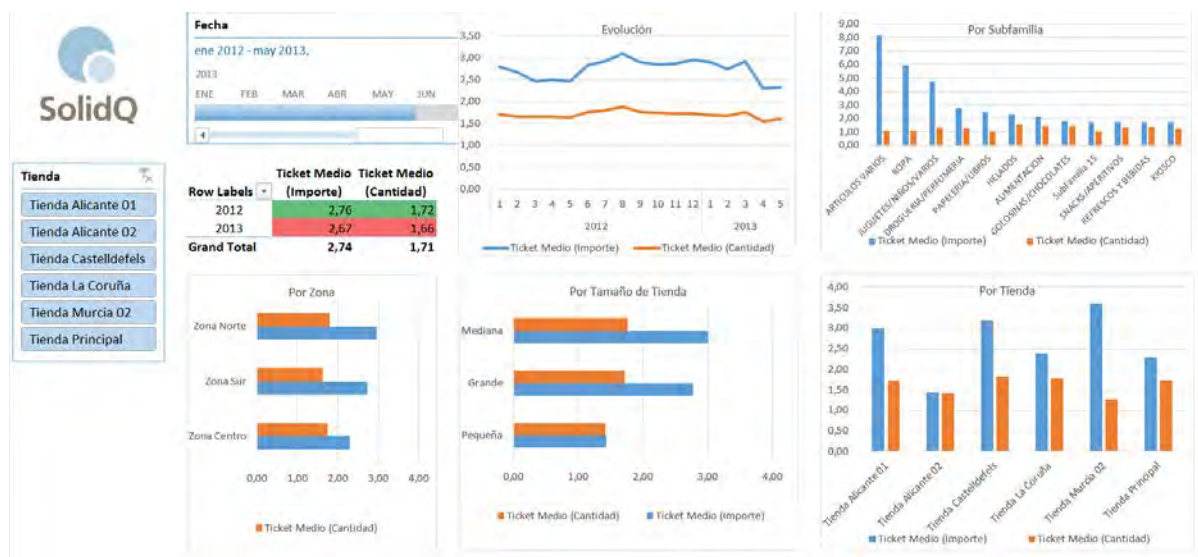 SolidQ
Fecha
ene 2012 - may 2013.
2013
ENE FEB MAR ABR MAY JUN
Tienda
Tienda Alicante 01
Tienda Alicante 02
Tienda Castelldefels
Tienda La Coruña
Tienda Murcia 02
Tienda Principal
Row Labels Ticket Medio (Importe) Ticket Medio (Cantidad)
2012 2,76 1,72
2013 2,67 1,66
Grand Total 2,74 1,71
Evolución
3,50
3,00
2,50
2,00
1,50
1,00
0,50
0,00
1 2 3 4 5 6 7 8 9 10 11 12 1 2 3 4 5
2012 2013
Ticket Medio (Importe) Ticket Medio (Cantidad)
Por Subfamilia
9,00
8,00
7,00
6,00
5,00
4,00
3,00
2,00
1,00
0,00
ARTICULOS VARIOS
ROPA
JUGUETES/NIÑOS/VARIOS
DROGUERIA/PERFUMERIA
PAPELERIA/LIBROS
HELADOS
ALIMENTACION
GOLOSINAS/CHOCOLATES
SubFamilia 15
SNACKS/APERITIVOS
REFRESCOS Y BEBIDAS
KIOSCO
Ticket Medio (Importe) Ticket Medio (Cantidad)
Por Zona
Zona Norte
Zona Sur
Zona Centro
0,00 1,00 2,00 3,00 4,00
Ticket Medio (Cantidad)
Por Tamaño de Tienda
Mediana
Grande
Pequeña
0,00 1,00 2,00 3,00 4,00
Ticket Medio (Cantidad) Ticket Medio (Importe)
Por Tienda
4,00
3,50
3,00
2,50
2,00
1,50
1,00
0,50
0,00
Tienda Alicante 01
Tienda Alicante 02
Tienda Castelldefels
Tienda La Coruña
Tienda Murcia 02
Tienda Principal
Ticket Medio (Importe) Ticket Medio (Cantidad)